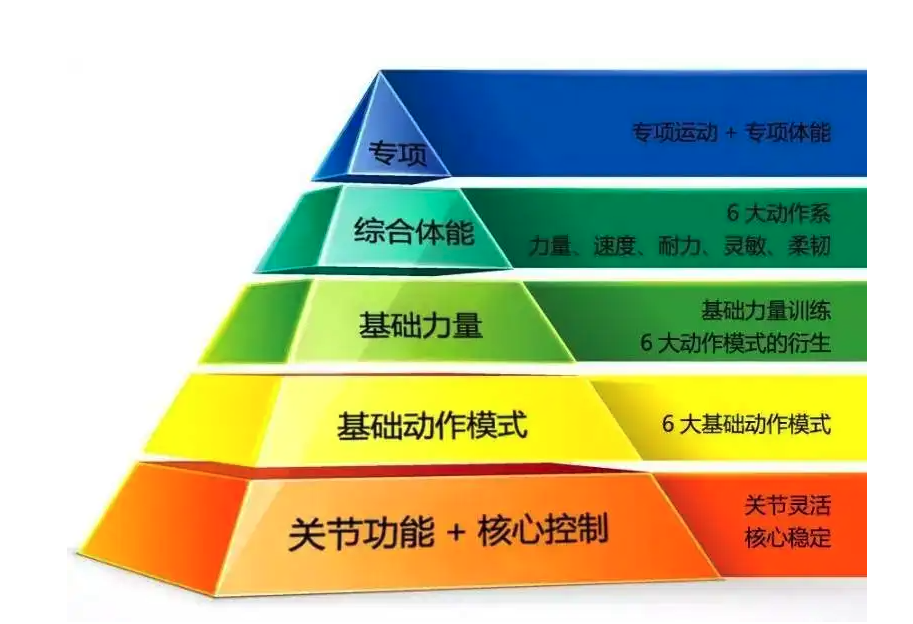 专项
专项运动 + 专项体能
综合体能
6 大动作系
力量、速度、耐力、灵敏、柔韧
基础力量
基础力量训练
6 大动作模式的衍生
基础动作模式
6 大基础动作模式
关节功能 + 核心控制
关节灵活
核心稳定